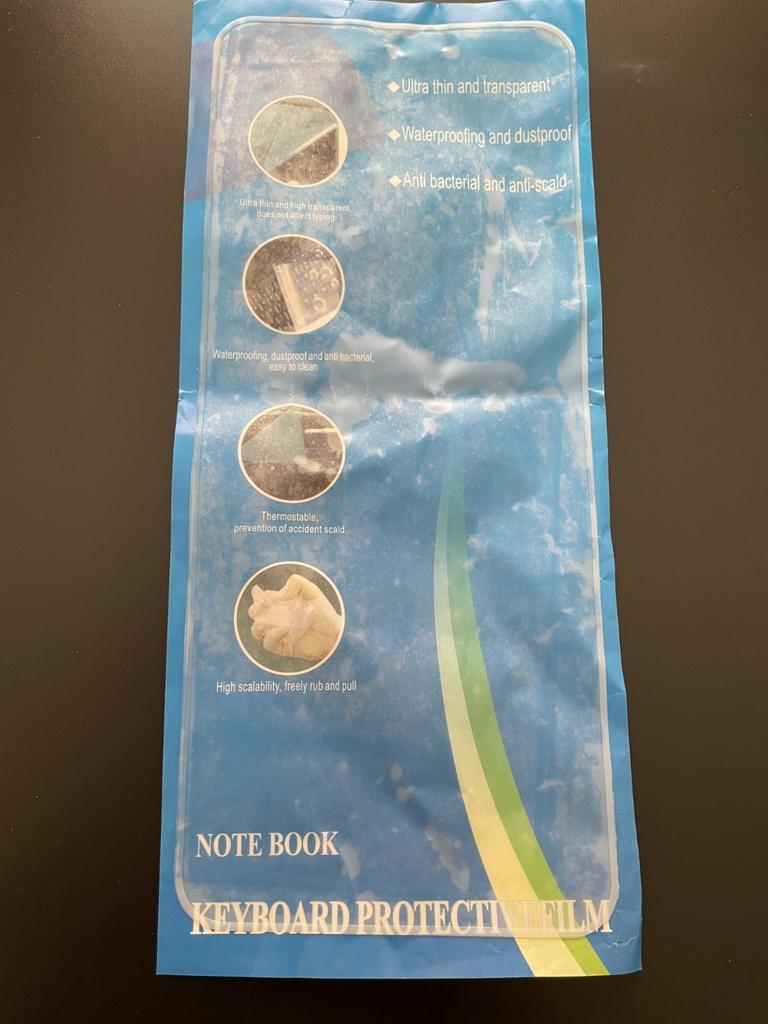 ◆Ultra thin and transparent
◆Waterproofing and dustproof
◆Anti bacterial and anti-scald
Ultra thin and high transparent,
does not affect typing
Waterproofing, dustproof and anti bacterial,
easy to clean
Thermostable,
prevention of accident scald
High scalability, freely rub and pull
NOTE BOOK
KEYBOARD PROTECTIVE FILM